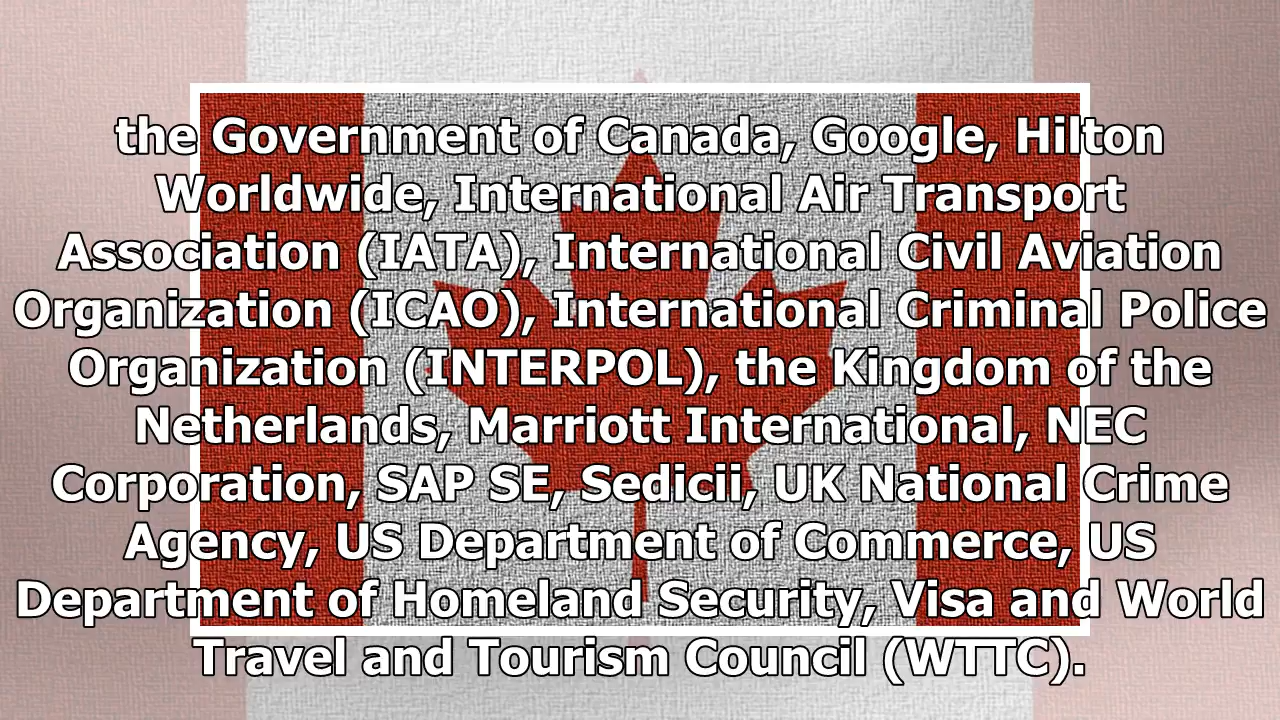 the Government of Canada, Google, Hilton
Worldwide, International Air Transport
Association (IATA), International Civil Aviation
Organization (ICAO), International Criminal Police
Organization (INTERPOL), the Kingdom of the
Netherlands, Marriott International, NEC
Corporation, SAP SE, Sedicii, UK National Crime
Agency, US Department of Commerce, US
Department of Homeland Security, Visa and World
Travel and Tourism Council (WTTC).